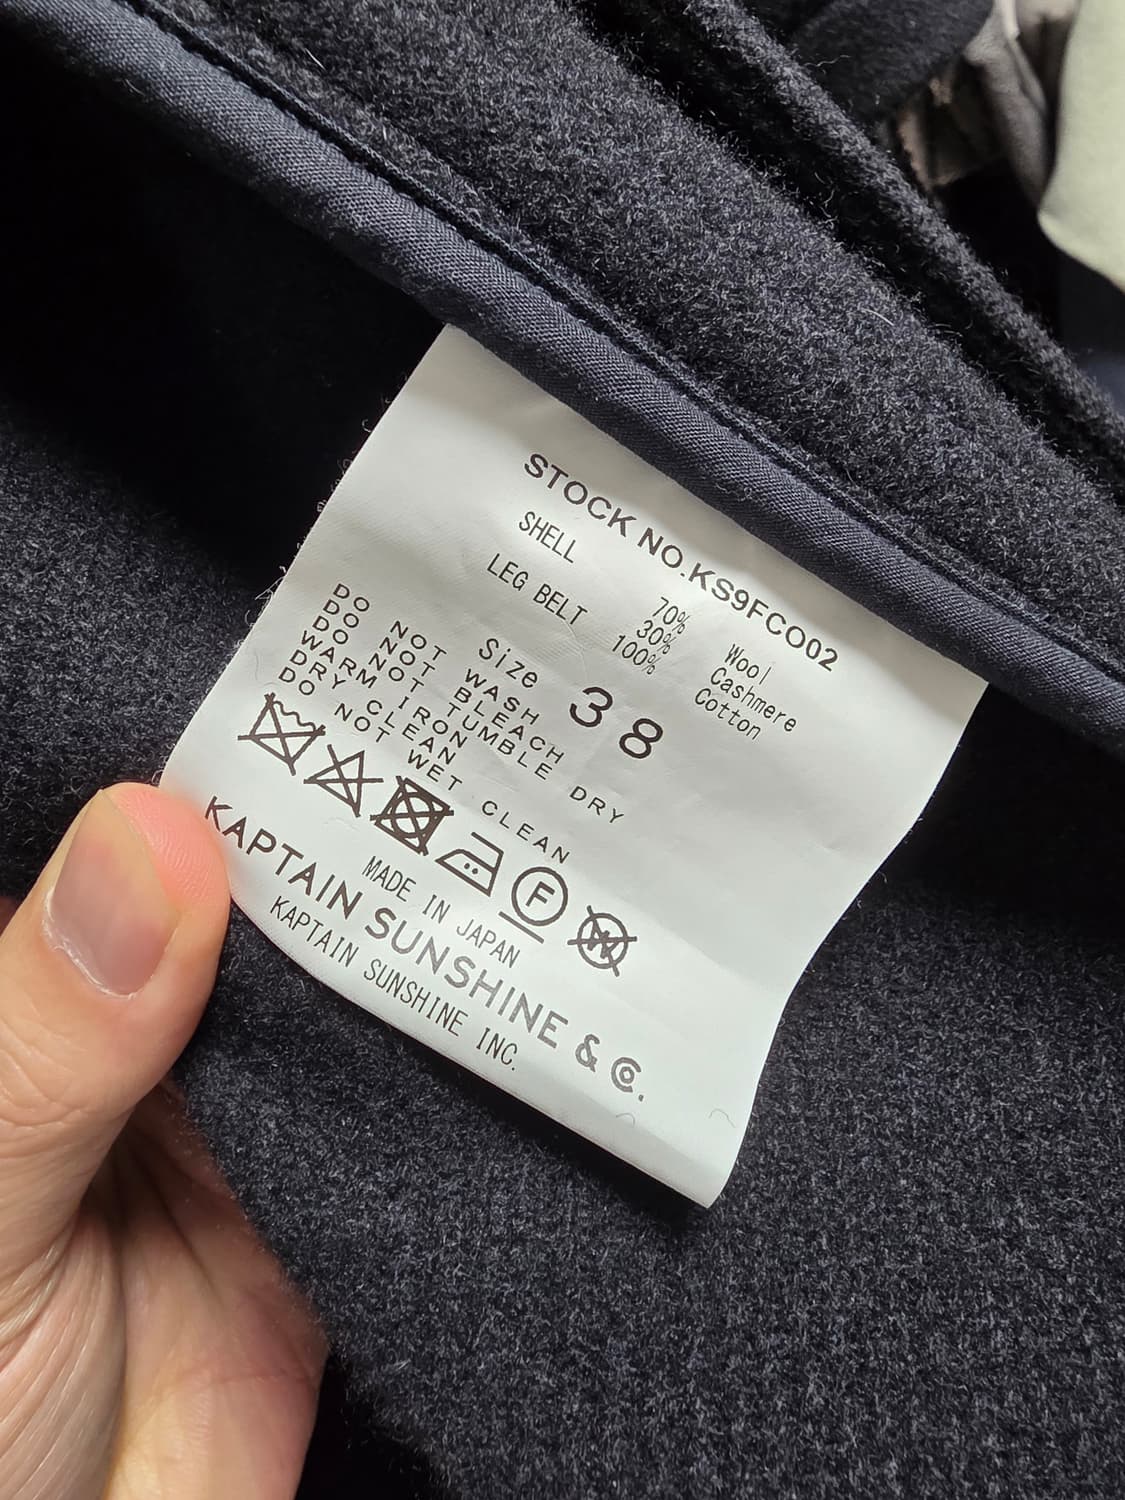 STOCK NO.KS9FCO02
SHELL 70% Wool
30% Cashmere
LEG BELT 100% Cotton
Size 38
DO NOT WASH
DO NOT BLEACH
DO NOT TUMBLE DRY
WARM IRON
DRY CLEAN
DO NOT WET CLEAN
F
W
MADE IN JAPAN
KAPTAIN SUNSHINE & Co.
KAPTAIN SUNSHINE INC.